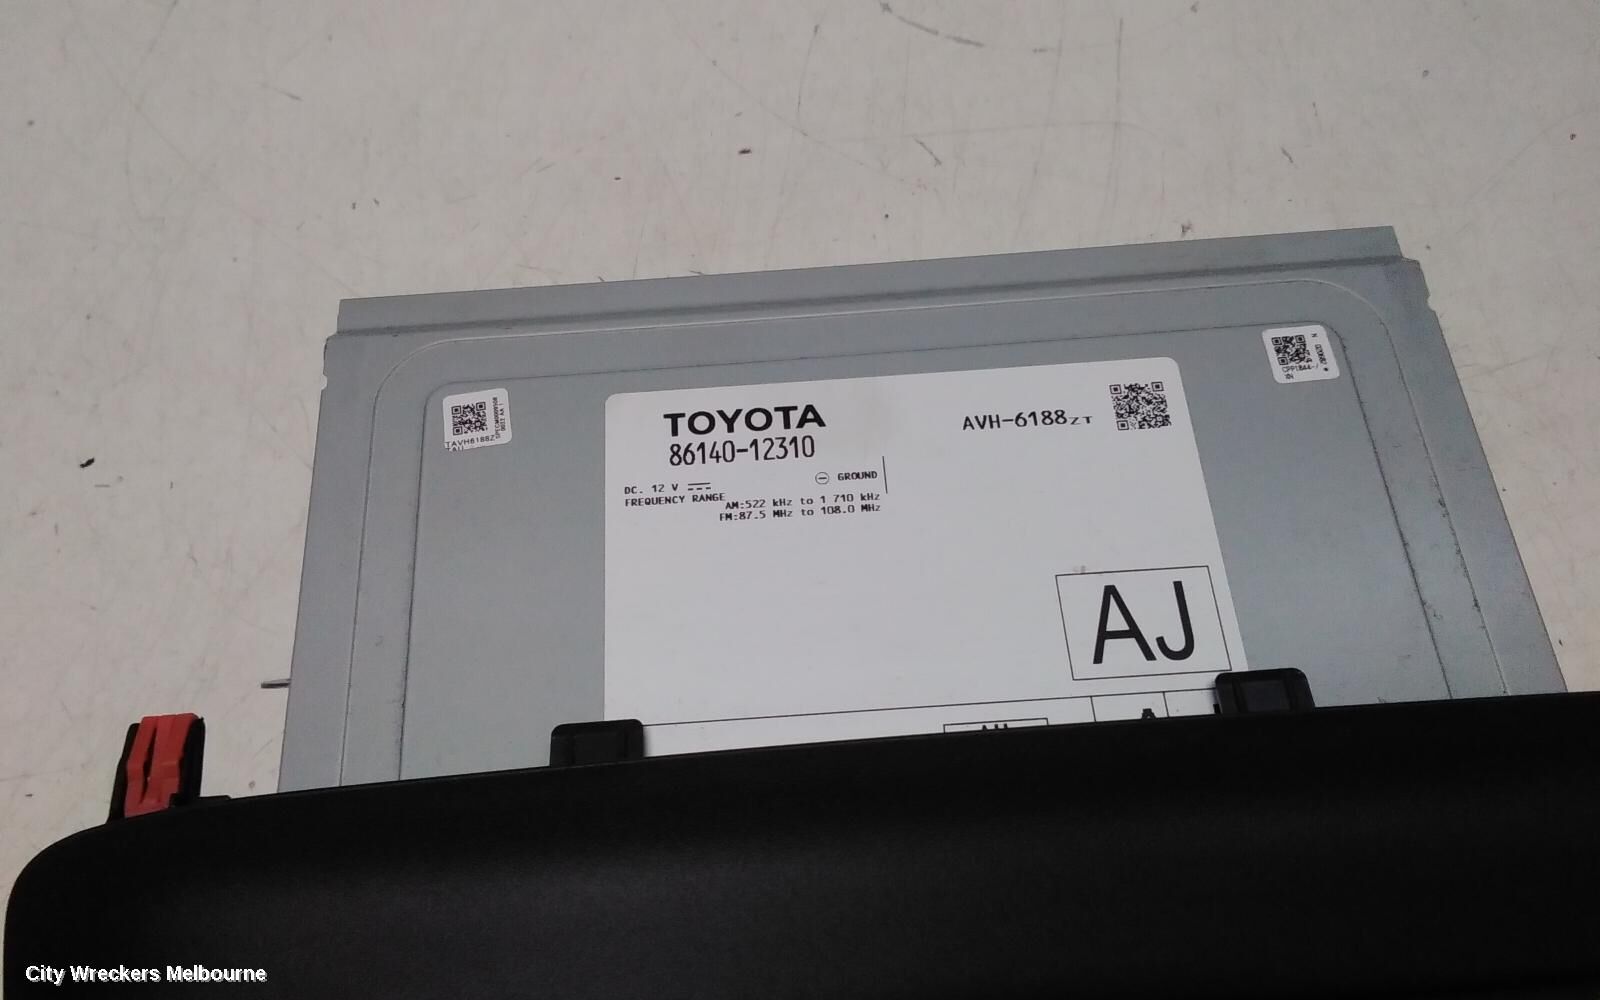 TOYOTA
86140-12310
AVH-6188ZT
DC. 12 V
GROUND
FREQUENCY RANGE
AM:522 kHz to 1 710 kHz
FM:87.5 MHz to 108.0 MHz
AJ
A
TAVH6188Z
CPP1844-/
City Wreckers Melbourne